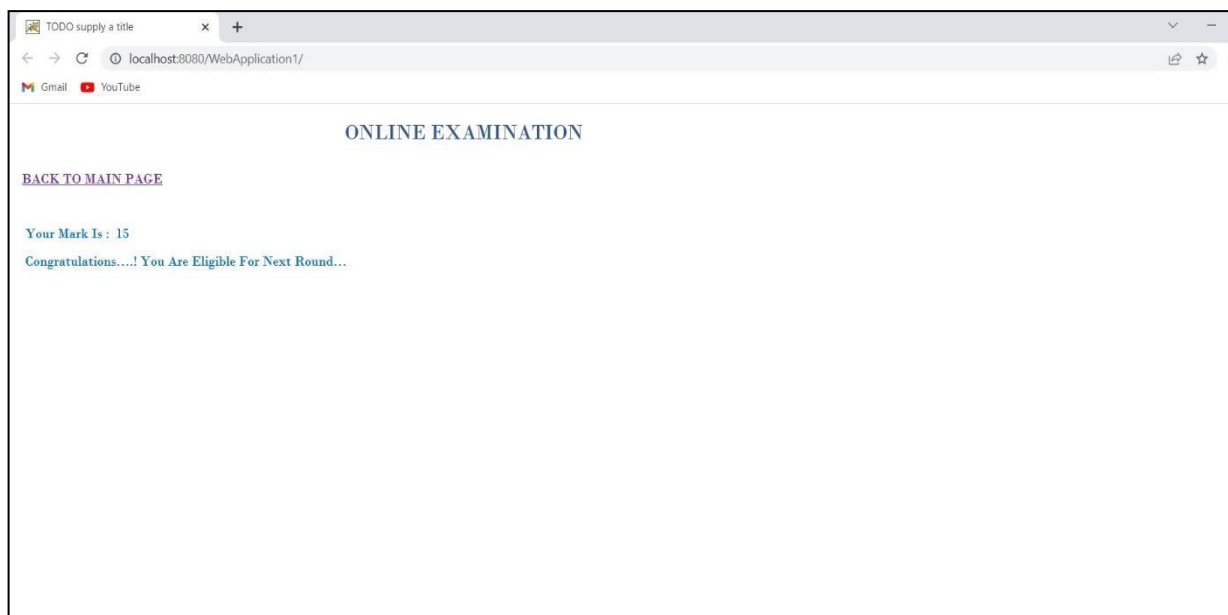 TODO supply a title
localhost:8080/WebApplication1/
Gmail YouTube
ONLINE EXAMINATION
BACK TO MAIN PAGE
Your Mark Is : 15
Congratulations....! You Are Eligible For Next Round...